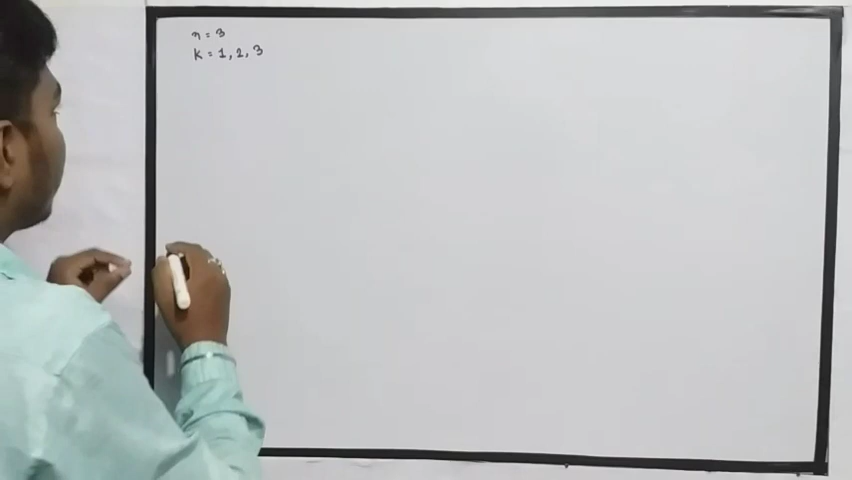 n = 3
K = 1, 2, 3